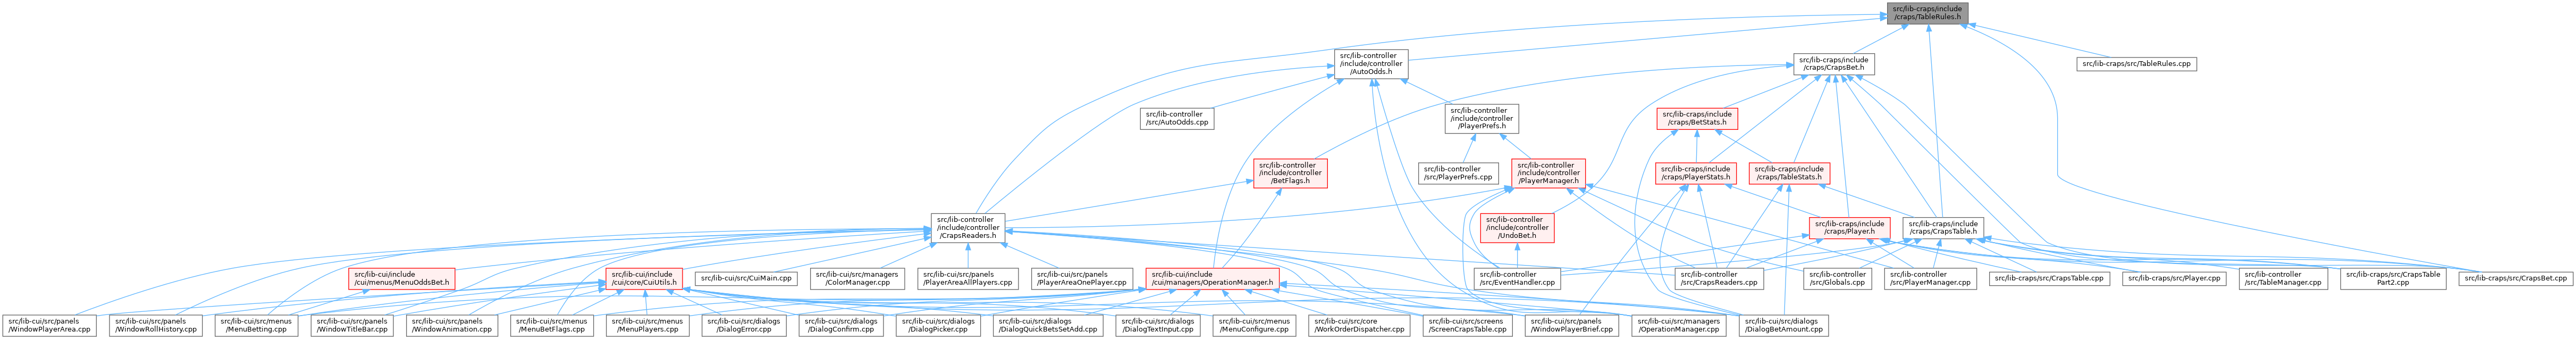 src/lib-craps/include
/craps/TableRules.h
src/lib-controller
/include/controller
/AutoOdds.h
src/lib-craps/include
/craps/CrapsBet.h
src/lib-craps/src/TableRules.cpp
src/lib-controller
/src/AutoOdds.cpp
src/lib-controller
/include/controller
/PlayerPrefs.h
src/lib-craps/include
/craps/BetStats.h
src/lib-controller
/include/controller
/BetFlags.h
src/lib-controller
/src/PlayerPrefs.cpp
src/lib-controller
/include/controller
/PlayerManager.h
src/lib-craps/include
/craps/PlayerStats.h
src/lib-craps/include
/craps/TableStats.h
src/lib-controller
/include/controller
/CrapsReaders.h
src/lib-controller
/include/controller
/UndoBet.h
src/lib-craps/include
/craps/Player.h
src/lib-craps/include
/craps/CrapsTable.h
src/lib-cui/include
/cui/menus/MenuOddsBet.h
src/lib-cui/include
/cui/core/CuiUtils.h
src/lib-cui/src/CuiMain.cpp
src/lib-cui/src/managers
/ColorManager.cpp
src/lib-cui/src/panels
/PlayerAreaAllPlayers.cpp
src/lib-cui/src/panels
/PlayerAreaOnePlayer.cpp
src/lib-cui/include
/cui/managers/OperationManager.h
src/lib-controller
/src/EventHandler.cpp
src/lib-controller
/src/CrapsReaders.cpp
src/lib-controller
/src/Globals.cpp
src/lib-controller
/src/PlayerManager.cpp
src/lib-craps/src/CrapsTable.cpp
src/lib-craps/src/Player.cpp
src/lib-controller
/src/TableManager.cpp
src/lib-craps/src/CrapsTable
Part2.cpp
src/lib-craps/src/CrapsBet.cpp
src/lib-cui/src/panels
/WindowPlayerArea.cpp
src/lib-cui/src/panels
/WindowRollHistory.cpp
src/lib-cui/src/menus
/MenuBetting.cpp
src/lib-cui/src/panels
/WindowTitleBar.cpp
src/lib-cui/src/panels
/WindowAnimation.cpp
src/lib-cui/src/menus
/MenuBetFlags.cpp
src/lib-cui/src/menus
/MenuPlayers.cpp
src/lib-cui/src/dialogs
/DialogError.cpp
src/lib-cui/src/dialogs
/DialogConfirm.cpp
src/lib-cui/src/dialogs
/DialogPicker.cpp
src/lib-cui/src/dialogs
/DialogQuickBetsSetAdd.cpp
src/lib-cui/src/dialogs
/DialogTextInput.cpp
src/lib-cui/src/menus
/MenuConfigure.cpp
src/lib-cui/src/core
/WorkOrderDispatcher.cpp
src/lib-cui/src/screens
/ScreenCrapsTable.cpp
src/lib-cui/src/panels
/WindowPlayerBrief.cpp
src/lib-cui/src/managers
/OperationManager.cpp
src/lib-cui/src/dialogs
/DialogBetAmount.cpp